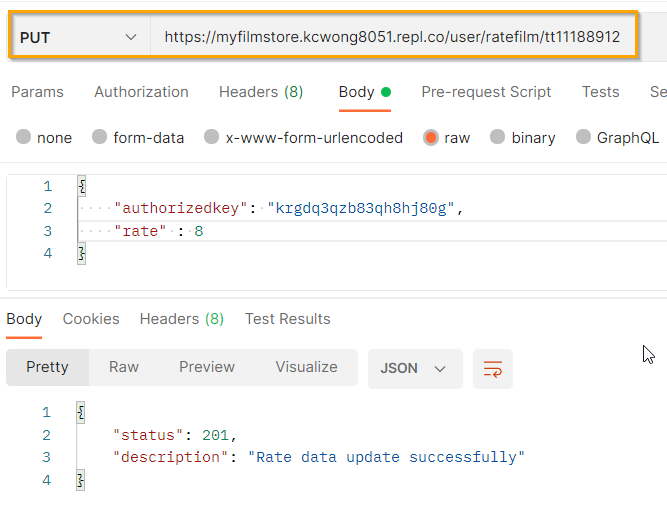 PUT https://myfilmstore.kcwong8051.repl.co/user/ratefilm/tt11188912
Params Authorization Headers (8) Body Pre-request Script Tests Se
none form-data x-www-form-urlencoded raw binary GraphQL
1 {
2 "authorizedkey": "krgdq3qzb83qh8hj80g",
3 "rate" : 8
4 }
Body Cookies Headers (8) Test Results
Pretty Raw Preview Visualize JSON
1 {
2 "status": 201,
3 "description": "Rate data update successfully"
4 }